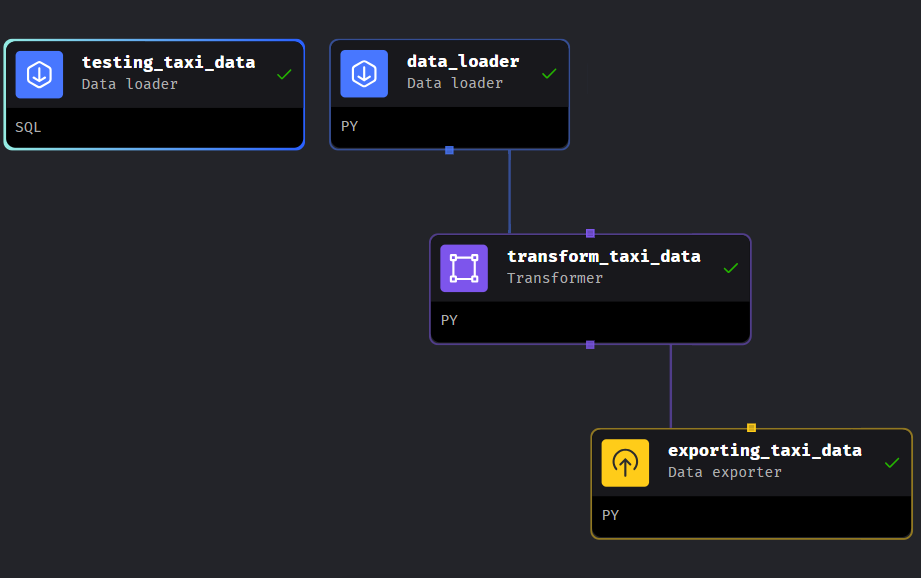 testing_taxi_data
Data loader
SQL
data_loader
Data loader
PY
transform_taxi_data
Transformer
PY
exporting_taxi_data
Data exporter
PY